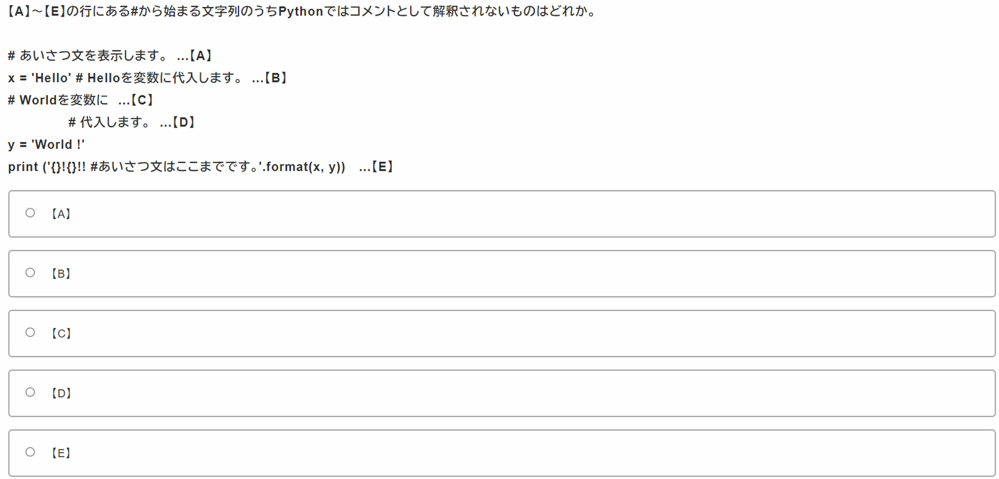 【A】～【E】の行にある#から始まる文字列のうちPythonではコメントとして解釈されないものはどれか。
# あいさつ文を表示します。 ...【A】
x = 'Hello' # Helloを変数に代入します。 ...【B】
# Worldを変数に ...【C】
# 代入します。 ...【D】
y = 'World !'
print ('{}!{}!! #あいさつ文はここまでです。'.format(x, y)) ...【E】
【A】
【B】
【C】
【D】
【E】